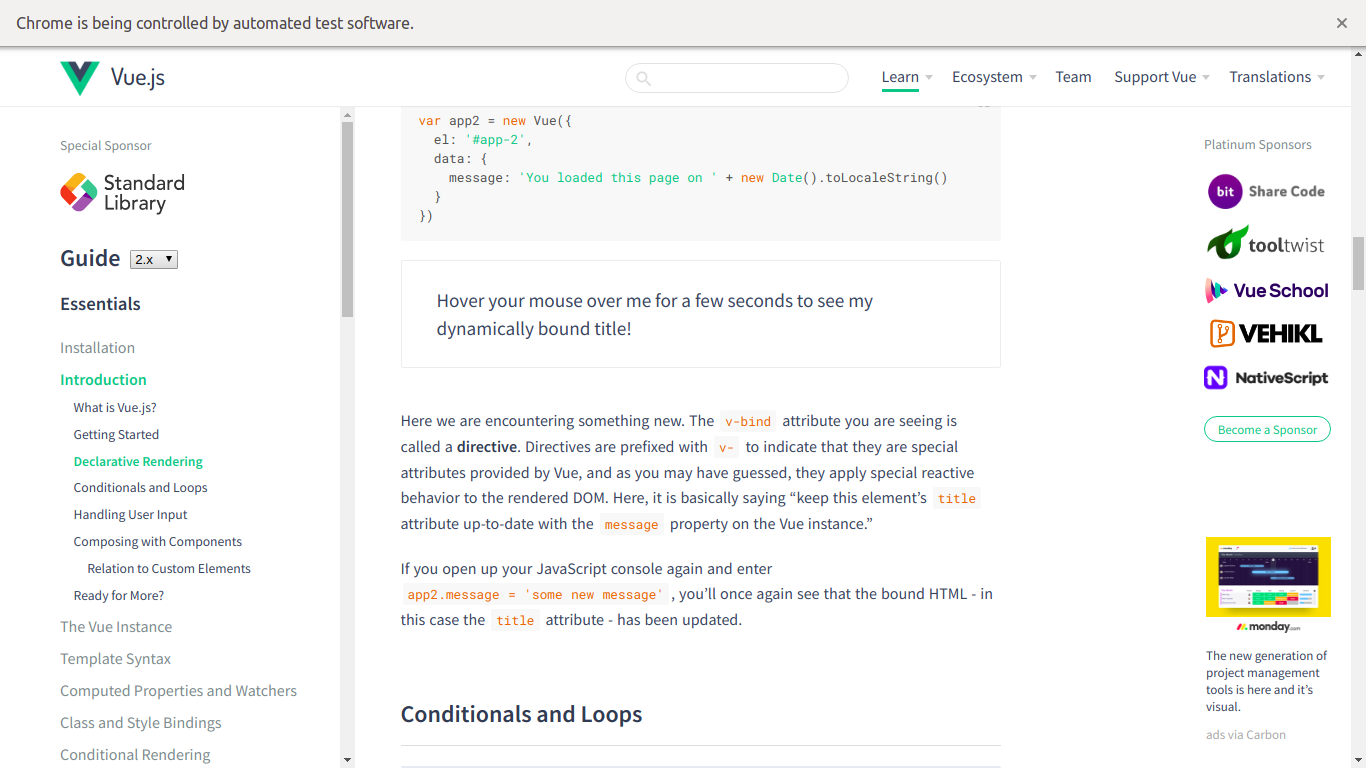 Chrome is being controlled by automated test software.
Vue.js
Learn
Ecosystem
Team
Support Vue
Translations
Special Sponsor
Standard
Library
Guide
2.x
Essentials
Installation
Introduction
What is Vue.js?
Getting Started
Declarative Rendering
Conditionals and Loops
Handling User Input
Composing with Components
Relation to Custom Elements
Ready for More?
The Vue Instance
Template Syntax
Computed Properties and Watchers
Class and Style Bindings
Conditional Rendering
var app2 = new Vue({
el: '#app-2',
data: {
message: 'You loaded this page on ' + new Date().toLocaleString()
}
})
Hover your mouse over me for a few seconds to see my
dynamically bound title!
Here we are encountering something new. The v-bind attribute you are seeing is
called a directive. Directives are prefixed with v- to indicate that they are special
attributes provided by Vue, and as you may have guessed, they apply special reactive
behavior to the rendered DOM. Here, it is basically saying “keep this element’s title
attribute up-to-date with the message property on the Vue instance.”
If you open up your JavaScript console again and enter
app2.message = 'some new message' , you’ll once again see that the bound HTML - in
this case the title attribute - has been updated.
Conditionals and Loops
Platinum Sponsors
bit Share Code
tooltwist
Vue School
VEHIKL
NativeScript
Become a Sponsor
monday.com
The new generation of
project management
tools is here and it’s
visual.
ads via Carbon